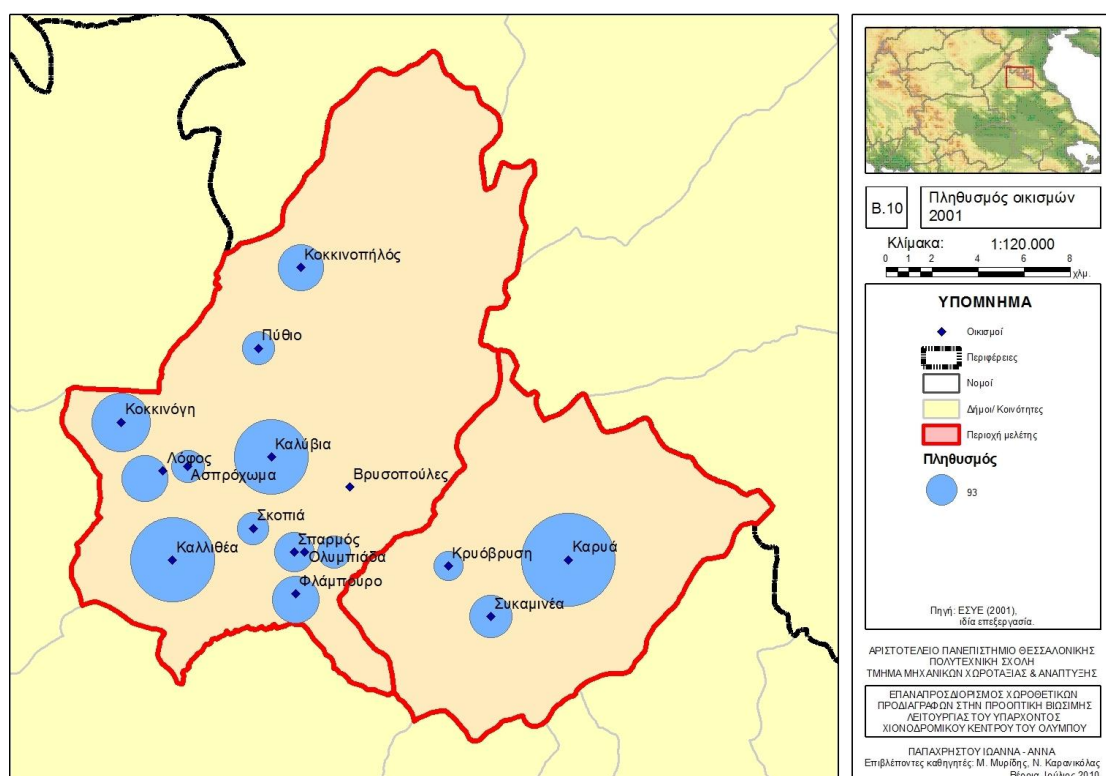 Κοκκινοπηλός
Πύθιο
Κοκκινόγη
Καλύβια
Λόφος
Ασπρόχωμα
Βρυσοπούλες
Σκοπιά
Σπαρμός
Ολυμπιάδα
Καλλιθέα
Φλάμπουρο
Κρυόβρυση
Καρυά
Συκαμινέα
Β.10
Πληθυσμός οικισμών
2001
Κλίμακα: 1:120.000
0 1 2 4 6 8
χλμ.
ΥΠΟΜΝΗΜΑ
Οικισμοί
Περιφέρειες
Νομοί
Δήμοι/ Κοινότητες
Περιοχή μελέτης
Πληθυσμός
93
Πηγή: ΕΣΥΕ (2001),
ιδία επεξεργασία.
ΑΡΙΣΤΟΤΕΛΕΙΟ ΠΑΝΕΠΙΣΤΗΜΙΟ ΘΕΣΣΑΛΟΝΙΚΗΣ
ΠΟΛΥΤΕΧΝΙΚΗ ΣΧΟΛΗ
ΤΜΗΜΑ ΜΗΧΑΝΙΚΩΝ ΧΩΡΟΤΑΞΙΑΣ & ΑΝΑΠΤΥΞΗΣ
ΕΠΑΝΑΠΡΟΣΔΙΟΡΙΣΜΟΣ ΧΩΡΟΘΕΤΙΚΩΝ
ΠΡΟΔΙΑΓΡΑΦΩΝ ΣΤΗΝ ΠΡΟΟΠΤΙΚΗ ΒΙΩΣΙΜΗΣ
ΛΕΙΤΟΥΡΓΙΑΣ ΤΟΥ ΥΠΑΡΧΟΝΤΟΣ
ΧΙΟΝΟΔΡΟΜΙΚΟΥ ΚΕΝΤΡΟΥ ΤΟΥ ΟΛΥΜΠΟΥ
ΠΑΠΑΧΡΗΣΤΟΥ ΙΩΑΝΝΑ - ΑΝΝΑ
Επιβλέποντες καθηγητές: Μ. Μυρίδης, Ν. Καρανικόλας
Βέροια, Ιούλιος 2010